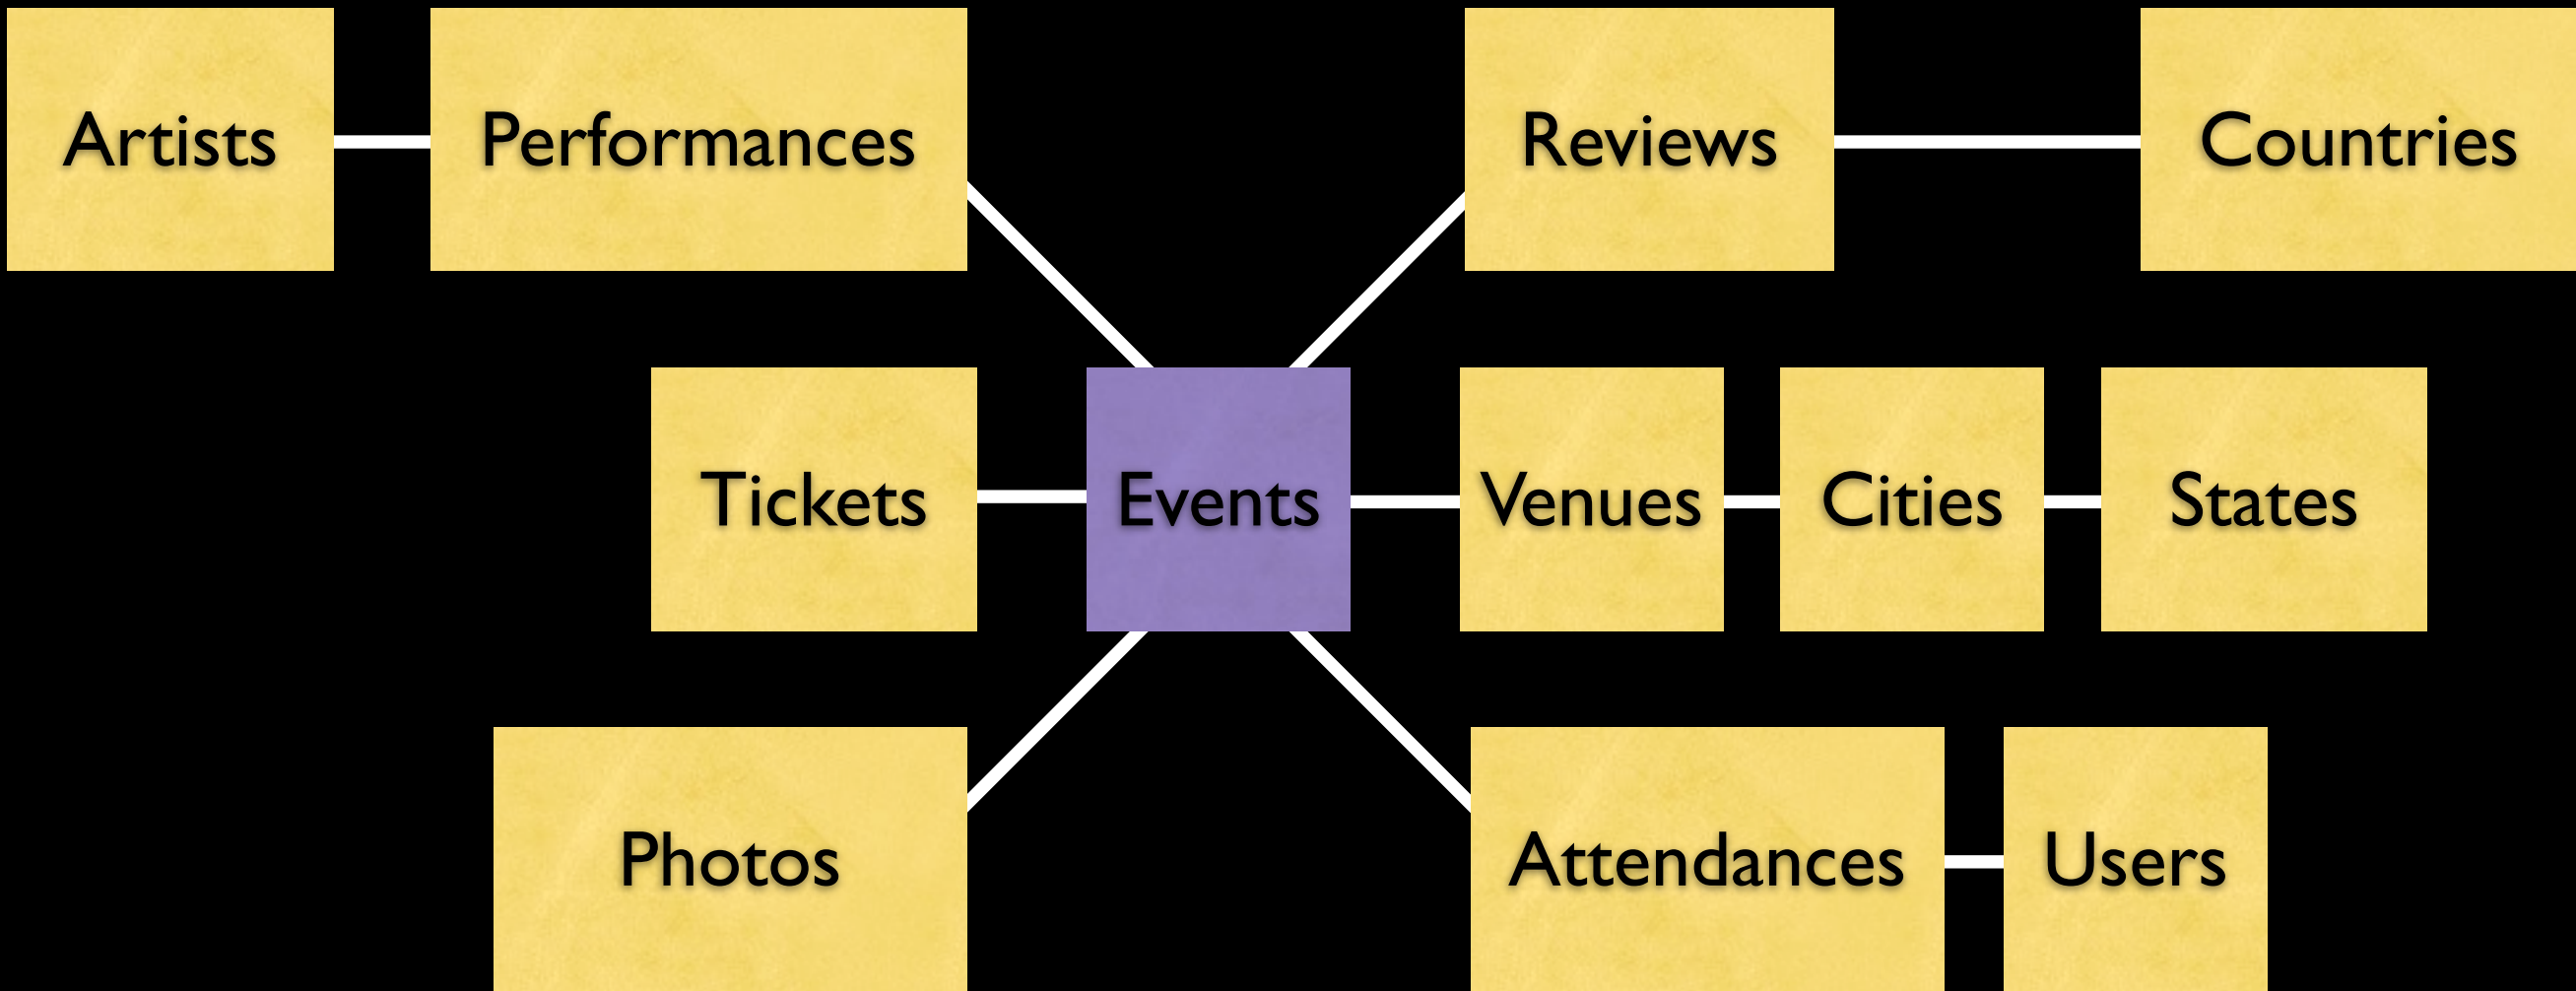 Artists
Performances
Reviews
Countries
Tickets
Events
Venues
Cities
States
Photos
Attendances
Users